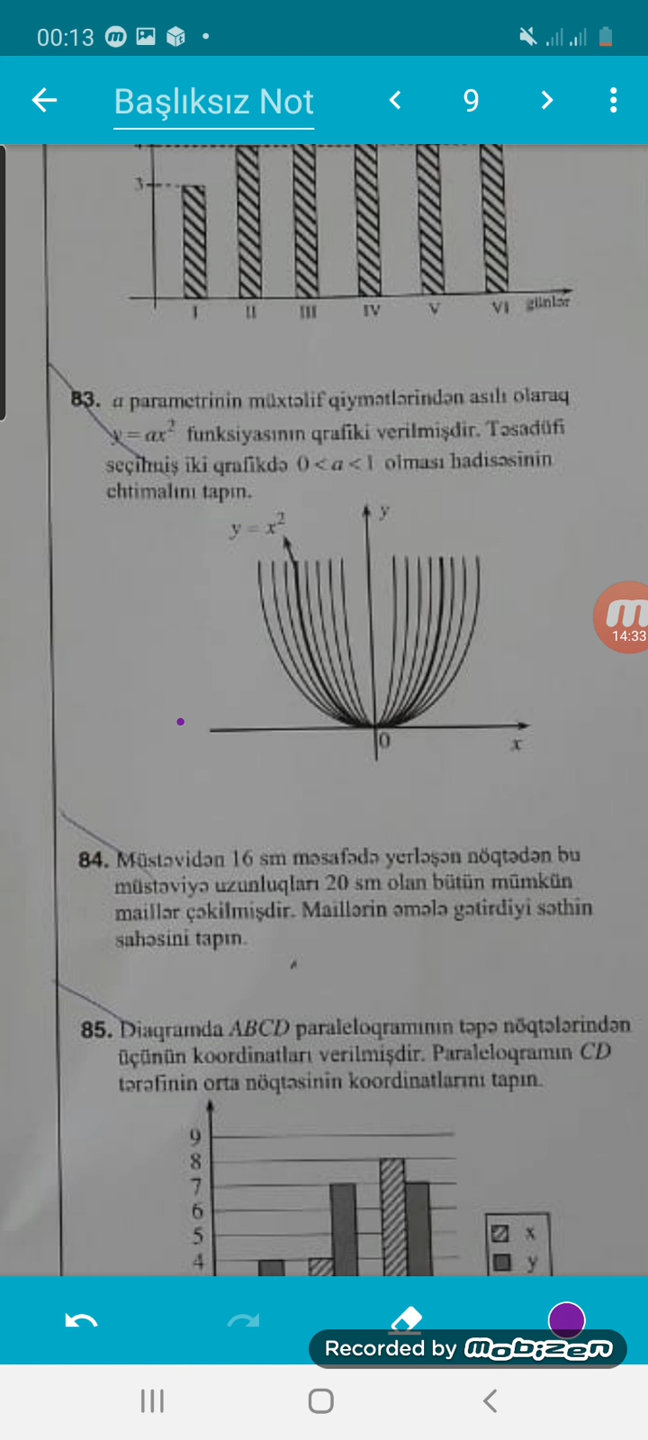 00:13
Başlıksız Not
9
3
I II III IV V VI günlər
83. a parametrinin müxtəlif qiymətlərindən asılı olaraq
y = ax² funksiyasının qrafiki verilmişdir. Təsadüfi
seçilmiş iki qrafikdə 0 < a < 1 olması hadisəsinin
ehtimalını tapın.
y = x²
y
14:33
0
x
84. Müstəvidən 16 sm məsafədə yerləşən nöqtədən bu
müstəviyə uzunluqları 20 sm olan bütün mümkün
maillər çəkilmişdir. Maillərin əmələ gətirdiyi səthin
sahəsini tapın.
85. Diaqramda ABCD paraleloqramının təpə nöqtələrindən
üçünün koordinatları verilmişdir. Paraleloqramın CD
tərəfinin orta nöqtəsinin koordinatlarını tapın.
9
8
7
6
5
x
4
y
Recorded by mobizen